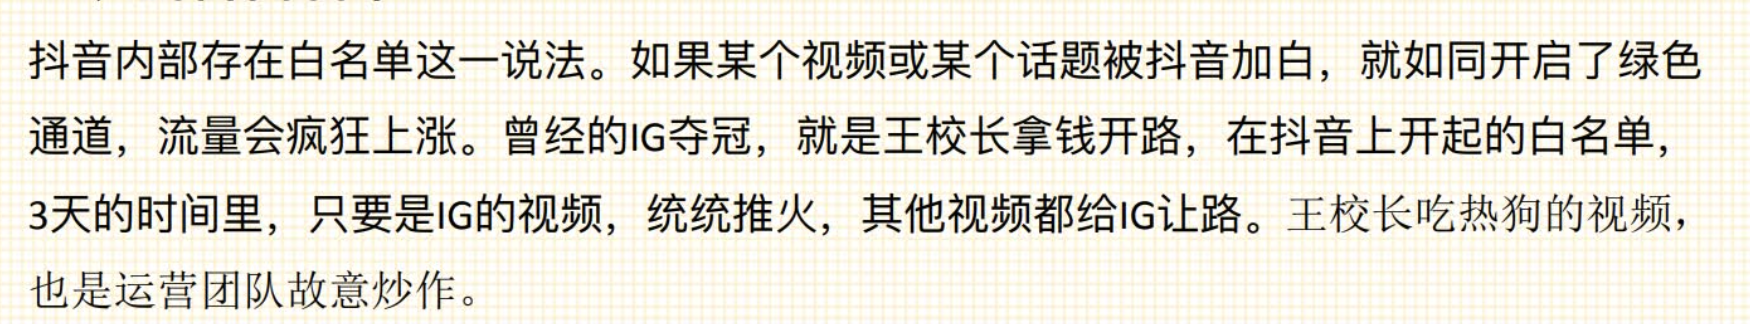 抖音内部存在白名单这一说法。如果某个视频或某个话题被抖音加白，就如同开启了绿色
通道，流量会疯狂上涨。曾经的IG夺冠，就是王校长拿钱开路，在抖音上开起的白名单，
3天的时间里，只要是IG的视频，统统推火，其他视频都给IG让路。王校长吃热狗的视频，
也是运营团队故意炒作。